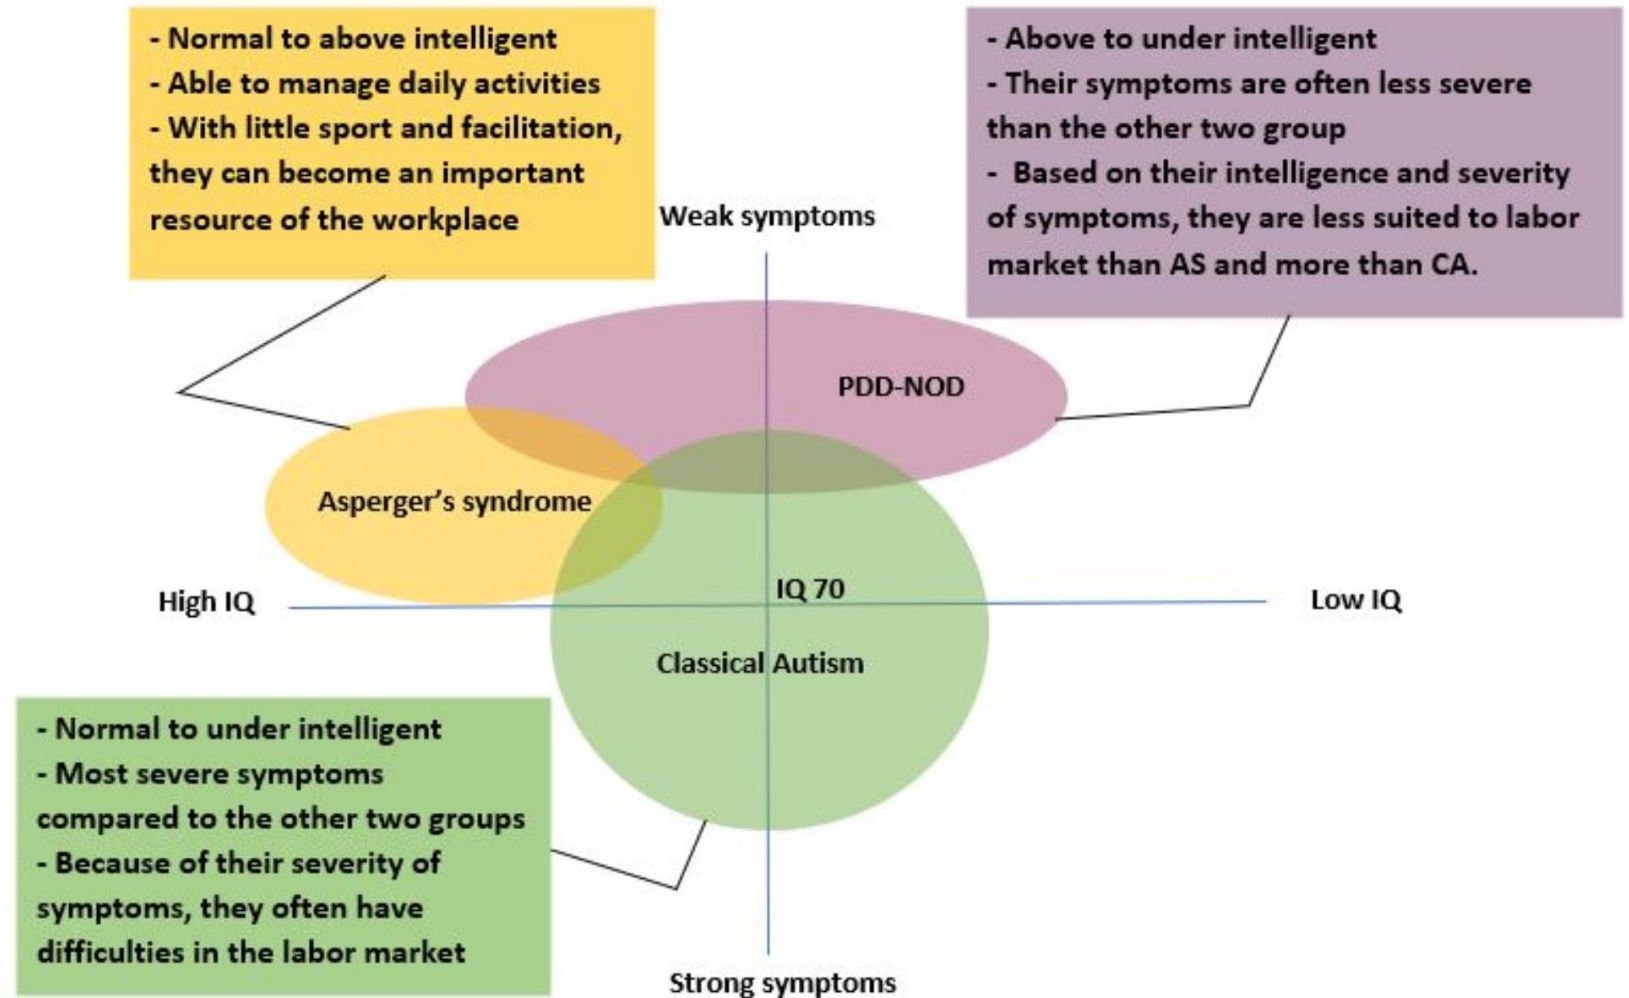 - Normal to above intelligent
- Able to manage daily activities
- With little sport and facilitation,
they can become an important
resource of the workplace
- Above to under intelligent
- Their symptoms are often less severe
than the other two group
- Based on their intelligence and severity
of symptoms, they are less suited to labor
market than AS and more than CA.
Weak symptoms
PDD-NOD
Asperger's syndrome
High IQ
IQ 70
Low IQ
Classical Autism
- Normal to under intelligent
- Most severe symptoms
compared to the other two groups
- Because of their severity of
symptoms, they often have
difficulties in the labor market
Strong symptoms